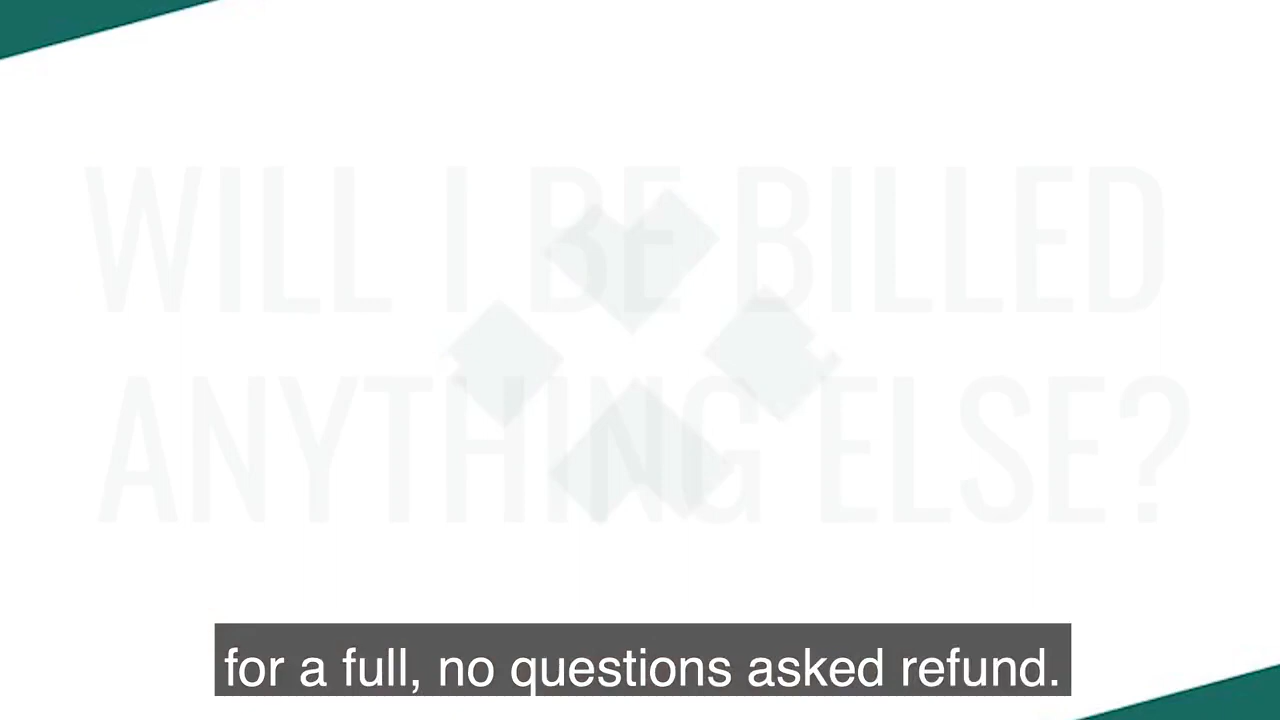 WILL I BE BILLED
ANYTHING ELSE?
for a full, no questions asked refund.